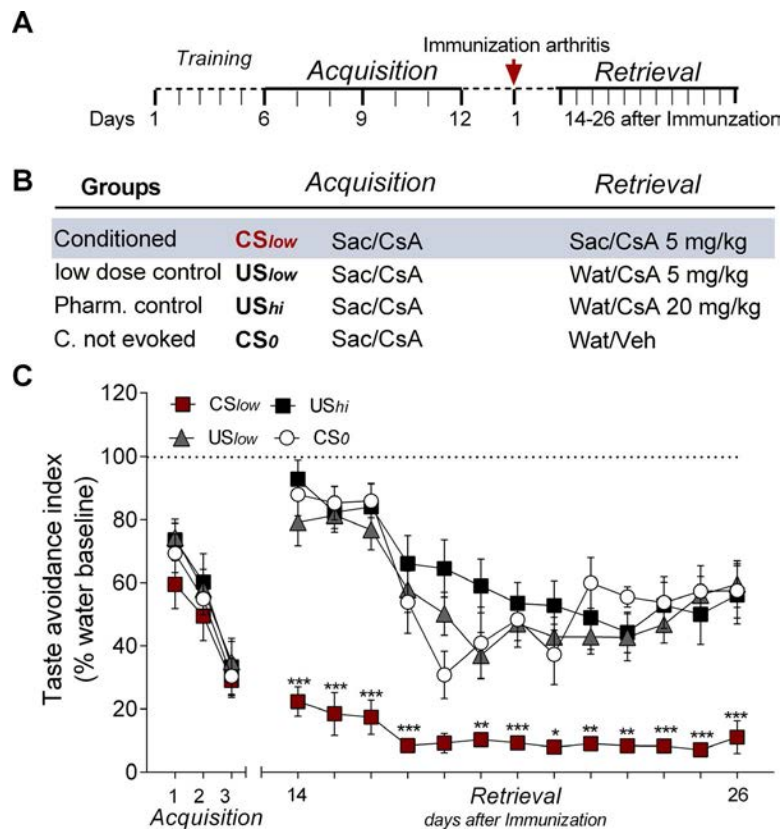 A
Immunization arthritis
Training
Acquisition
Retrieval
Days
1
6
9
12
1
14-26 after Immunzation
B
Groups Acquisition Retrieval
Conditioned CSlow Sac/CsA Sac/CsA 5 mg/kg
low dose control USlow Sac/CsA Wat/CsA 5 mg/kg
Pharm. control UShi Sac/CsA Wat/CsA 20 mg/kg
C. not evoked CS0 Sac/CsA Wat/Veh
C
CSlow UShi
USlow CS0
Taste avoidance index
(% water baseline)
120
100
80
60
40
20
0
*** *** *** *** ** *** * ** ** *** *** ***
1 2 3 14 26
Acquisition Retrieval
days after Immunization